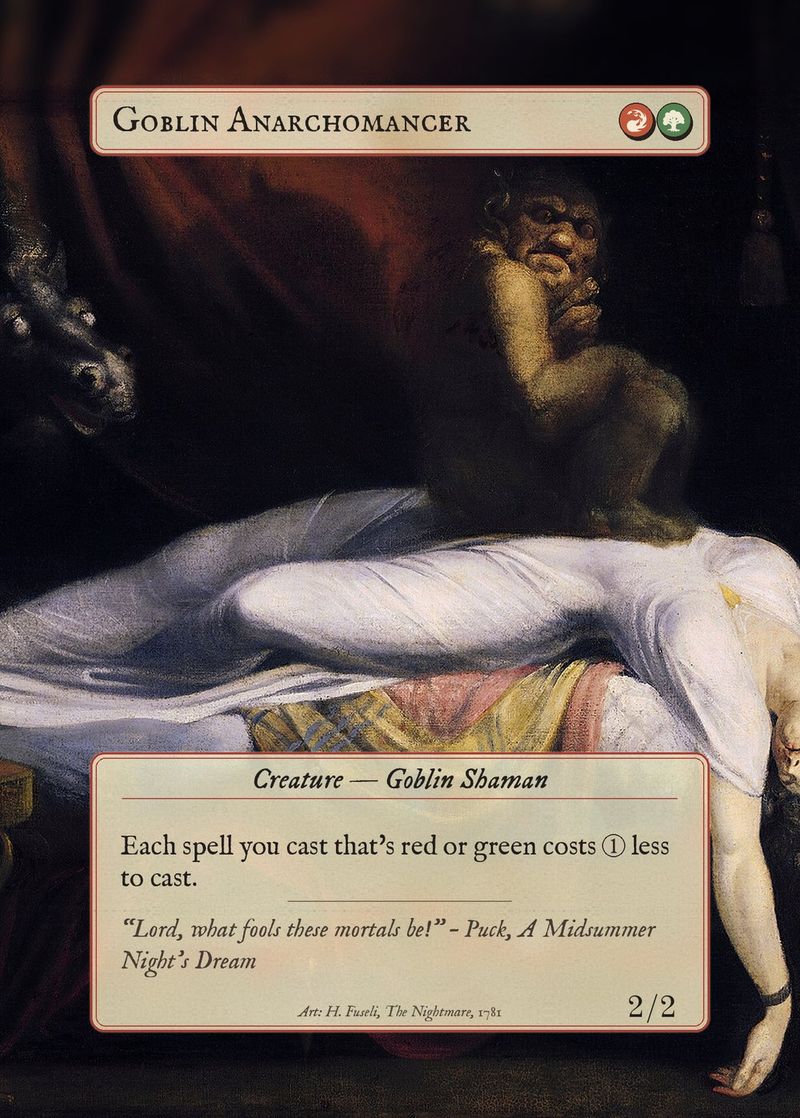 Goblin Anarchomancer
Creature — Goblin Shaman
Each spell you cast that's red or green costs ① less
to cast.
“Lord, what fools these mortals be!” - Puck, A Midsummer
Night's Dream
Art: H. Fuseli, The Nightmare, 1781
2/2